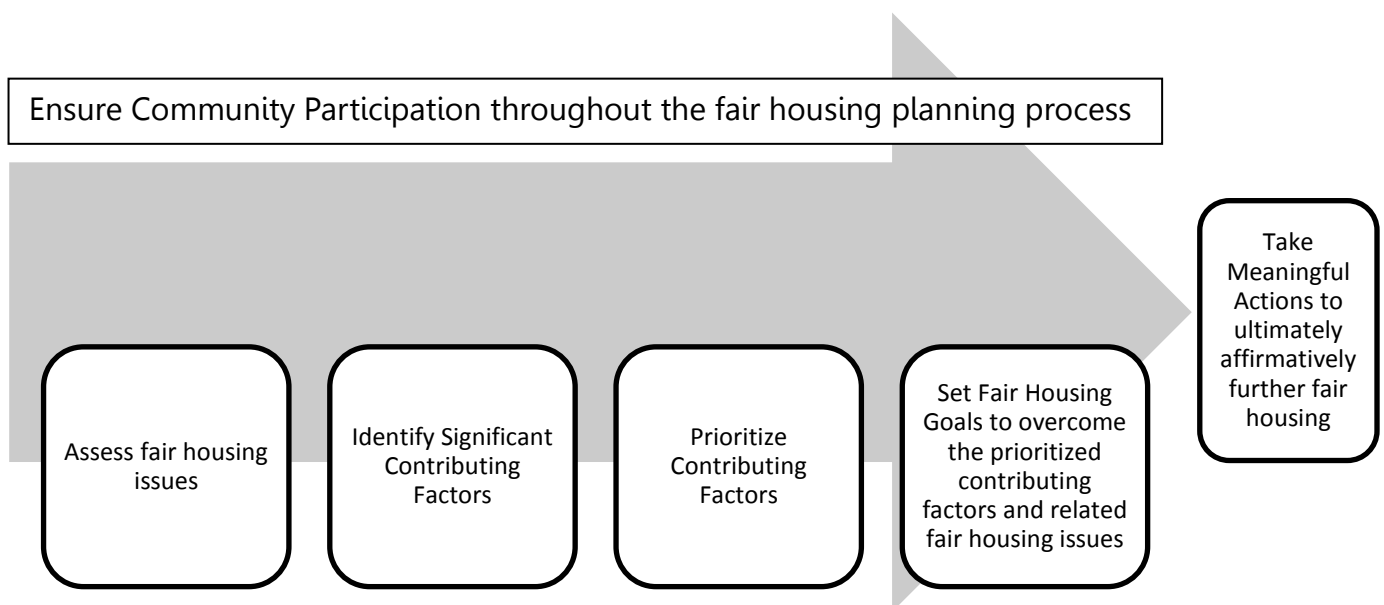 Ensure Community Participation throughout the fair housing planning process
Take
Meaningful
Actions to
ultimately
affirmatively
further fair
housing
Assess fair housing
issues
Identify Significant
Contributing
Factors
Prioritize
Contributing
Factors
Set Fair Housing
Goals to overcome
the prioritized
contributing
factors and related
fair housing issues